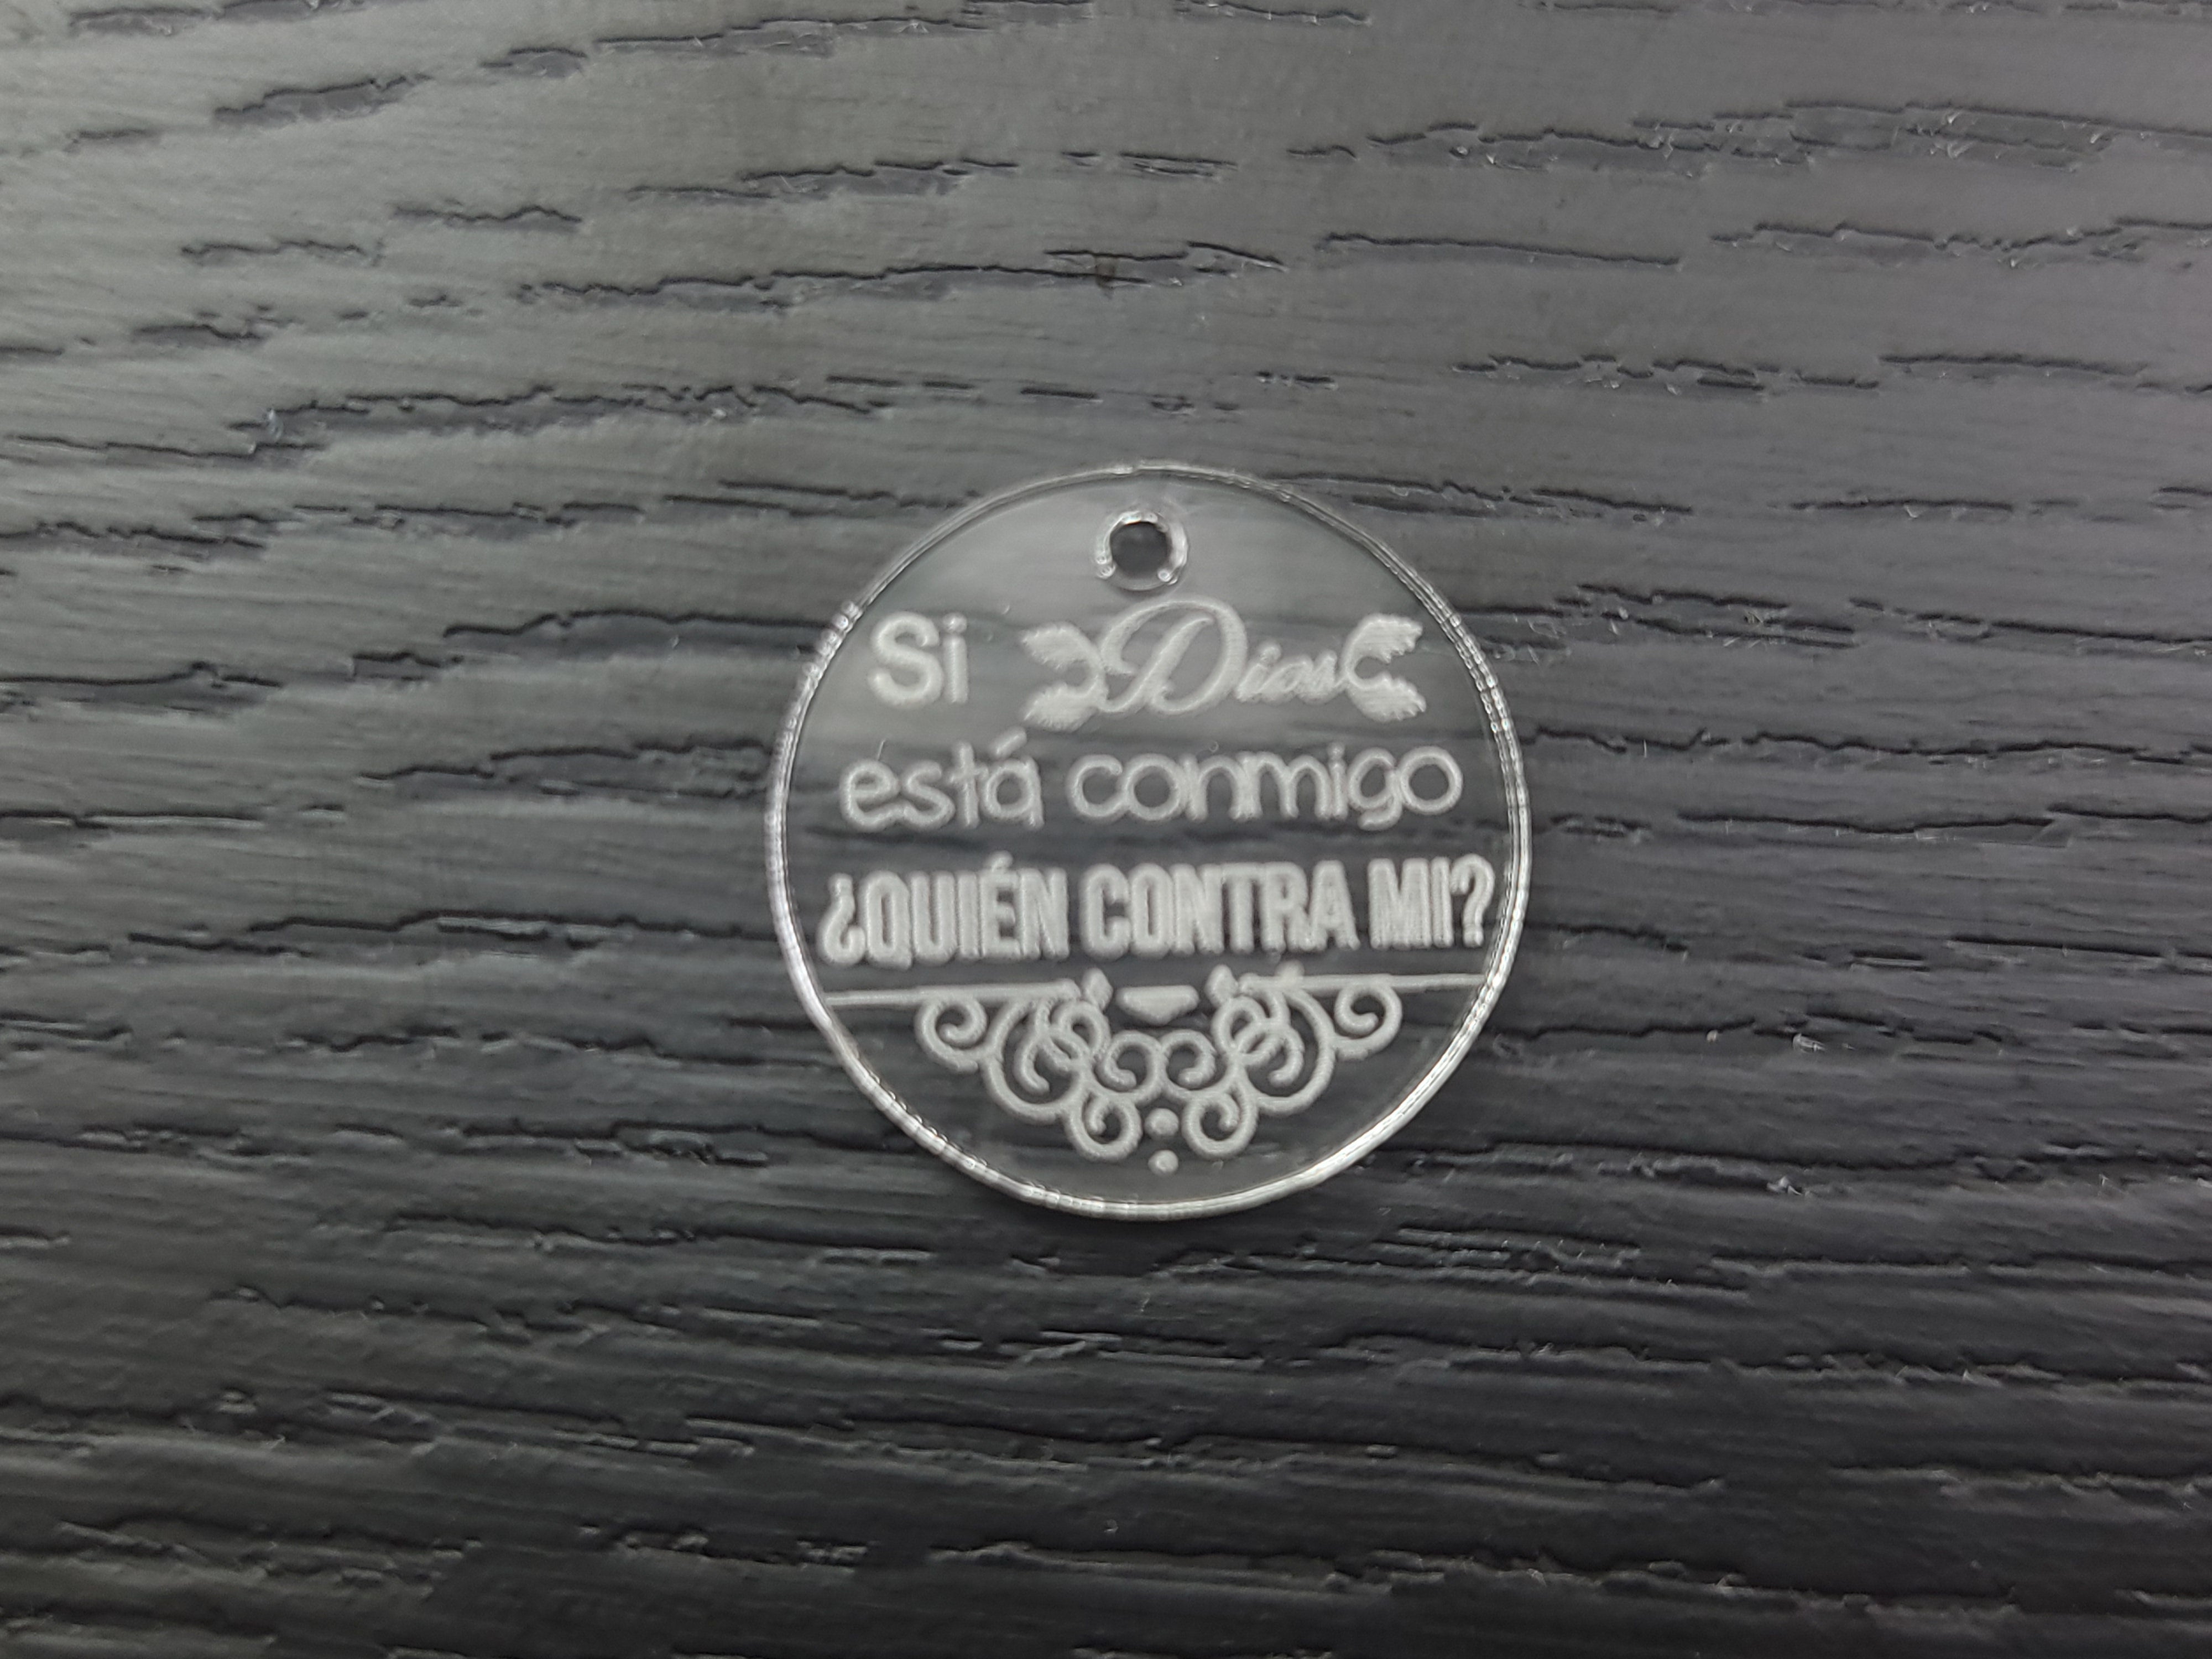 Si Dios
está conmigo
¿QUIÉN CONTRA MI?